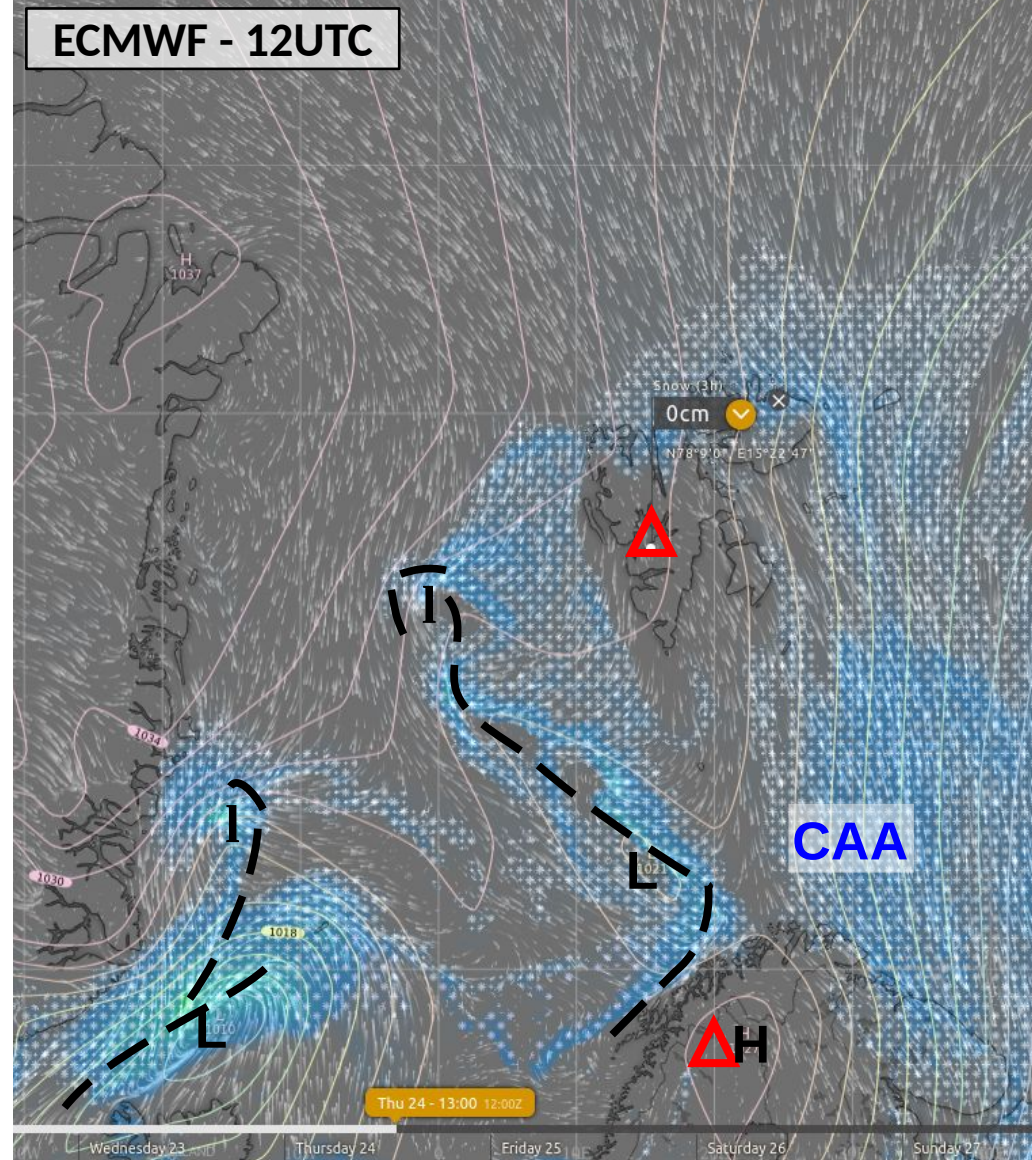 ECMWF - 12UTC
H
1037
Snow (3h)
0cm
N78°9'0" / E15°22'47"
l
1034
l
CAA
L
1030
1018
L
1010
H
Thu 24 - 13:00 12:00Z
Wednesday 23
Thursday 24
Friday 25
Saturday 26
Sunday 27